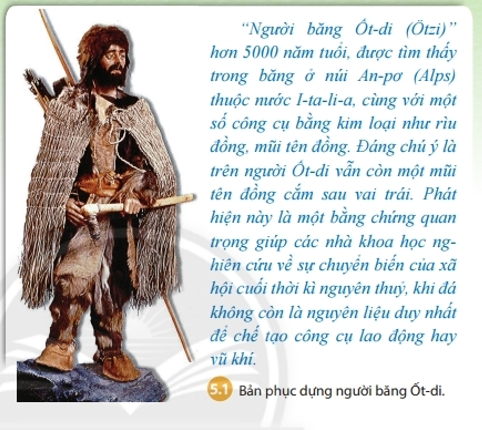 “Người băng Ốt-di (Ötzi)”
hơn 5000 năm tuổi, được tìm thấy
trong băng ở núi An-pơ (Alps)
thuộc nước I-ta-li-a, cùng với một
số công cụ bằng kim loại như rìu
đồng, mũi tên đồng. Đáng chú ý là
trên người Ốt-di vẫn còn một mũi
tên đồng cắm sau vai trái. Phát
hiện này là một bằng chứng quan
trọng giúp các nhà khoa học ng-
hiên cứu về sự chuyển biến của xã
hội cuối thời kì nguyên thuỷ, khi đá
không còn là nguyên liệu duy nhất
để chế tạo công cụ lao động hay
vũ khí.
5.1 Bản phục dựng người băng Ốt-di.